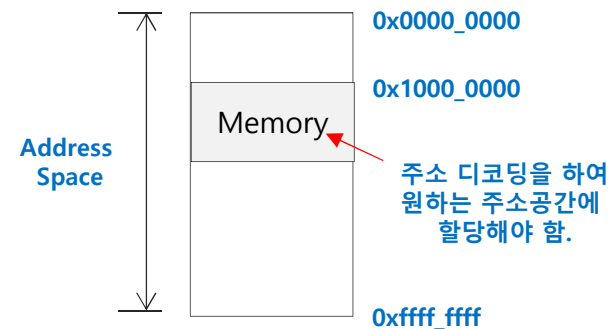 0x0000_0000
0x1000_0000
Memory
Address
Space
주소 디코딩을 하여
원하는 주소공간에
할당해야 함.
0xffff_ffff